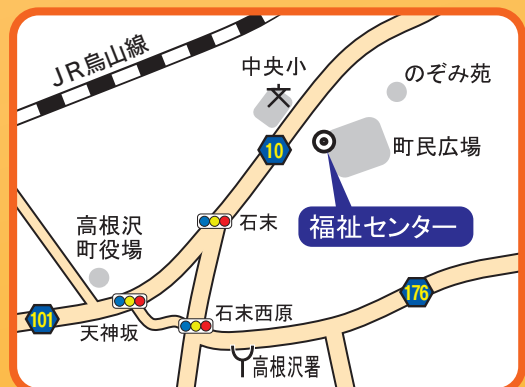 JR烏山線
中央小
のぞみ苑
10
町民広場
福祉センター
石末
高根沢
町役場
176
101
天神坂
石末西原
高根沢署